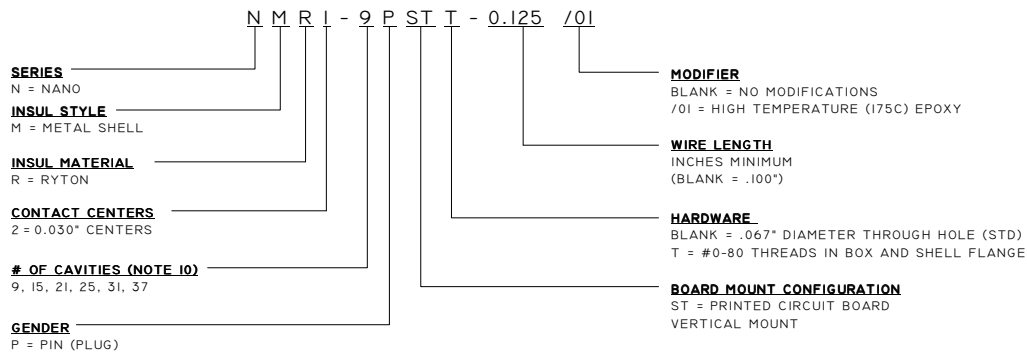 N M R 1 - 9 P ST T - 0.125 /01
SERIES
N = NANO
INSUL STYLE
M = METAL SHELL
INSUL MATERIAL
R = RYTON
CONTACT CENTERS
2 = 0.030" CENTERS
# OF CAVITIES (NOTE 10)
9, 15, 21, 25, 31, 37
GENDER
P = PIN (PLUG)
MODIFIER
BLANK = NO MODIFICATIONS
/01 = HIGH TEMPERATURE (175C) EPOXY
WIRE LENGTH
INCHES MINIMUM
(BLANK = .100")
HARDWARE
BLANK = .067" DIAMETER THROUGH HOLE (STD)
T = #0-80 THREADS IN BOX AND SHELL FLANGE
BOARD MOUNT CONFIGURATION
ST = PRINTED CIRCUIT BOARD
VERTICAL MOUNT